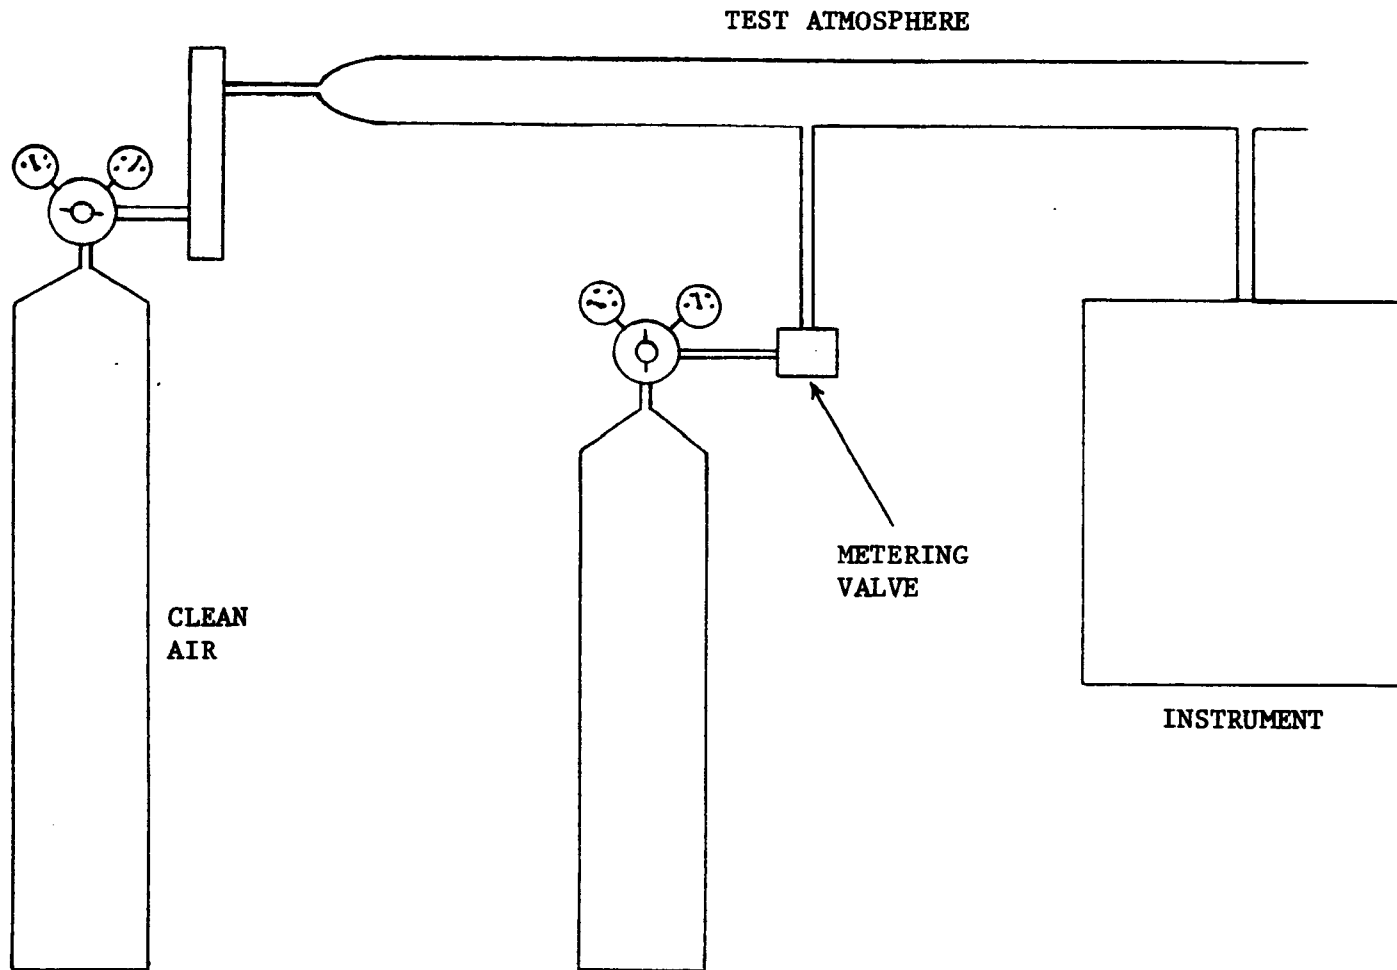 TEST ATMOSPHERE
METERING
VALVE
CLEAN
AIR
INSTRUMENT